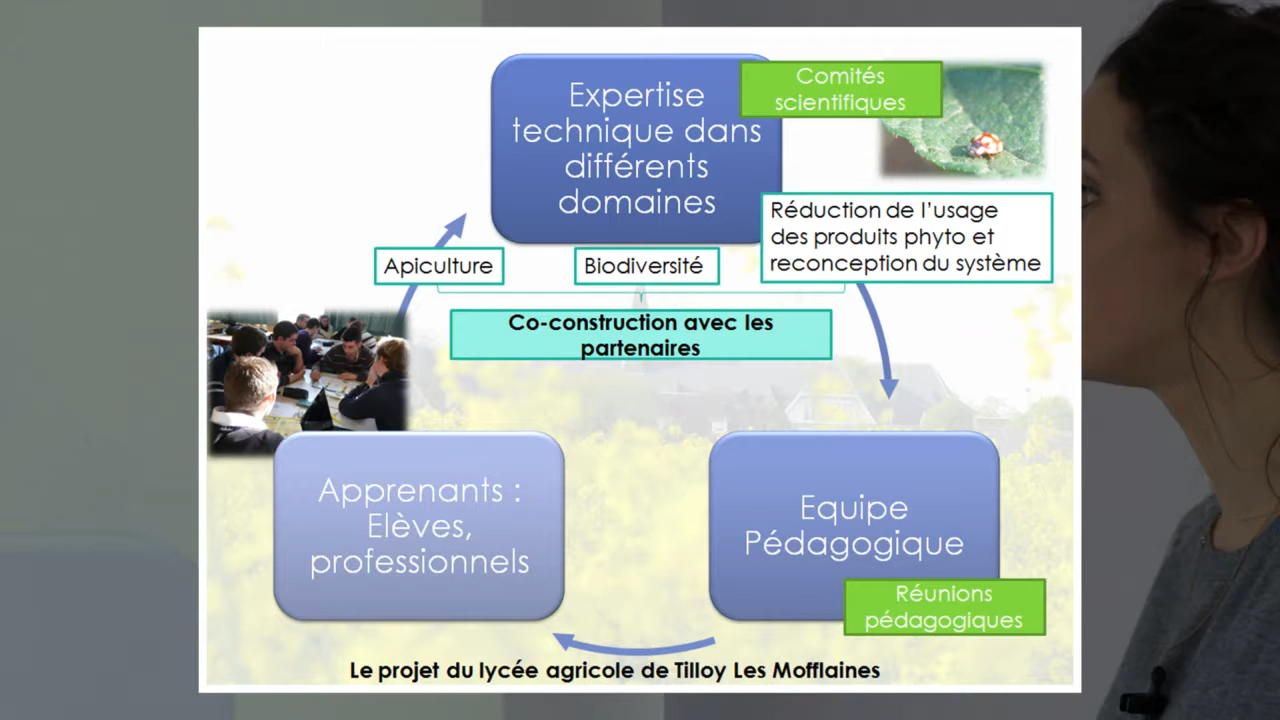 Expertise
technique dans
différents
domaines
Comités
scientifiques
Réduction de l'usage
des produits phyto et
reconception du système
Apiculture
Biodiversité
Co-construction avec les
partenaires
Apprenants :
Elèves,
professionnels
Equipe
Pédagogique
Réunions
pédagogiques
Le projet du lycée agricole de Tilloy Les Mofflaines